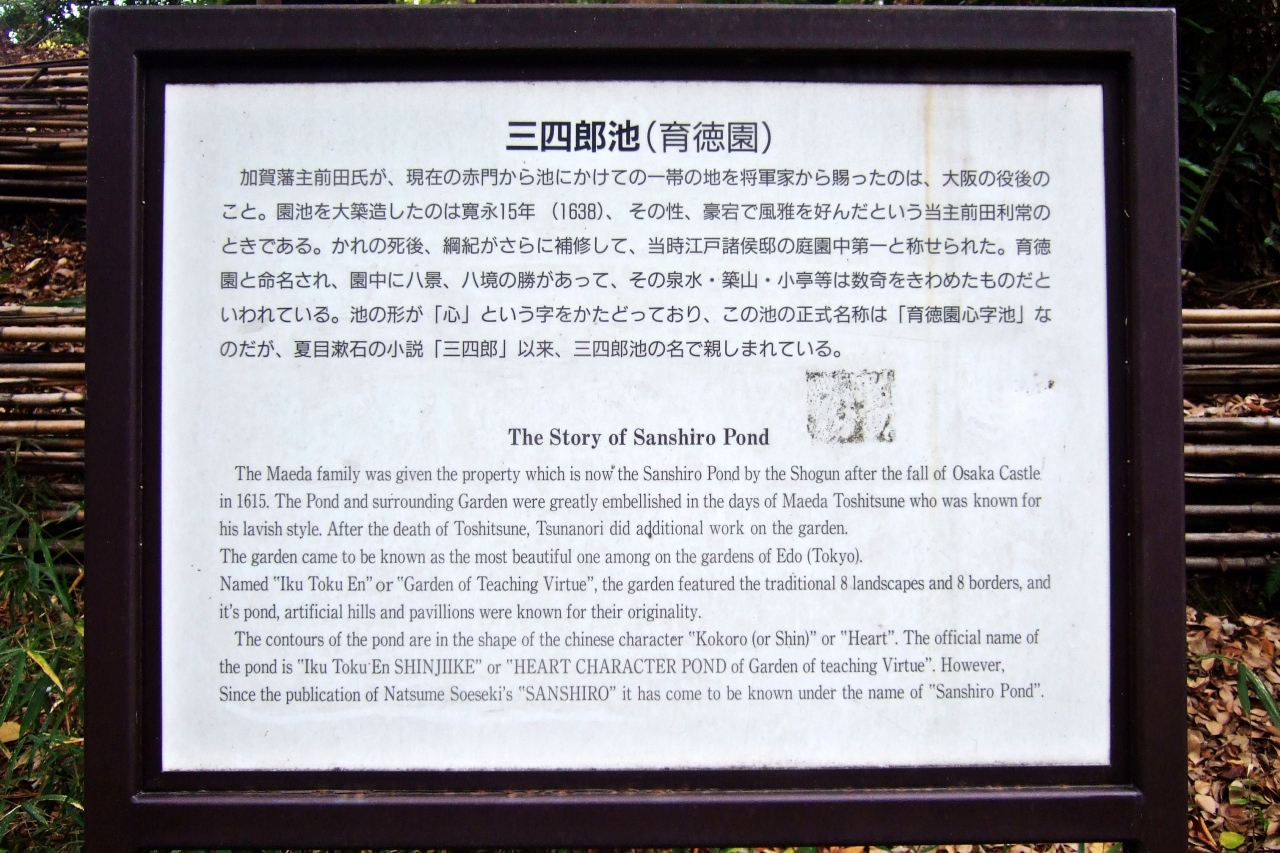 三四郎池(育徳園)
加賀藩主前田氏が、現在の赤門から池にかけての一帯の地を将軍家から賜ったのは、大阪の役後の
こと。園池を大築造したのは寛永15年 (1638)、その性、豪宕で風雅を好んだという当主前田利常の
ときである。かれの死後、綱紀がさらに補修して、当時江戸諸侯邸の庭園中第一と称せられた。育徳
園と命名され、園中に八景、八境の勝があって、その泉水・築山・小亭等は数奇をきわめたものだと
いわれている。池の形が「心」という字をかたどっており、この池の正式名称は「育徳園心字池」な
のだが、夏目漱石の小説「三四郎」以来、三四郎池の名で親しまれている。
The Story of Sanshiro Pond
The Maeda family was given the property which is now the Sanshiro Pond by the Shogun after the fall of Osaka Castle
in 1615. The Pond and surrounding Garden were greatly embellished in the days of Maeda Toshitsune who was known for
his lavish style. After the death of Toshitsune, Tsunanori did additional work on the garden.
The garden came to be known as the most beautiful one among on the gardens of Edo (Tokyo).
Named "Iku Toku En" or "Garden of Teaching Virtue", the garden featured the traditional 8 landscapes and 8 borders, and
it's pond, artificial hills and pavillions were known for their originality.
The contours of the pond are in the shape of the chinese character "Kokoro (or Shin)" or "Heart". The official name of
the pond is "Iku Toku En SHINJIIKE" or "HEART CHARACTER POND of Garden of teaching Virtue". However,
Since the publication of Natsume Soeseki's "SANSHIRO" it has come to be known under the name of "Sanshiro Pond".